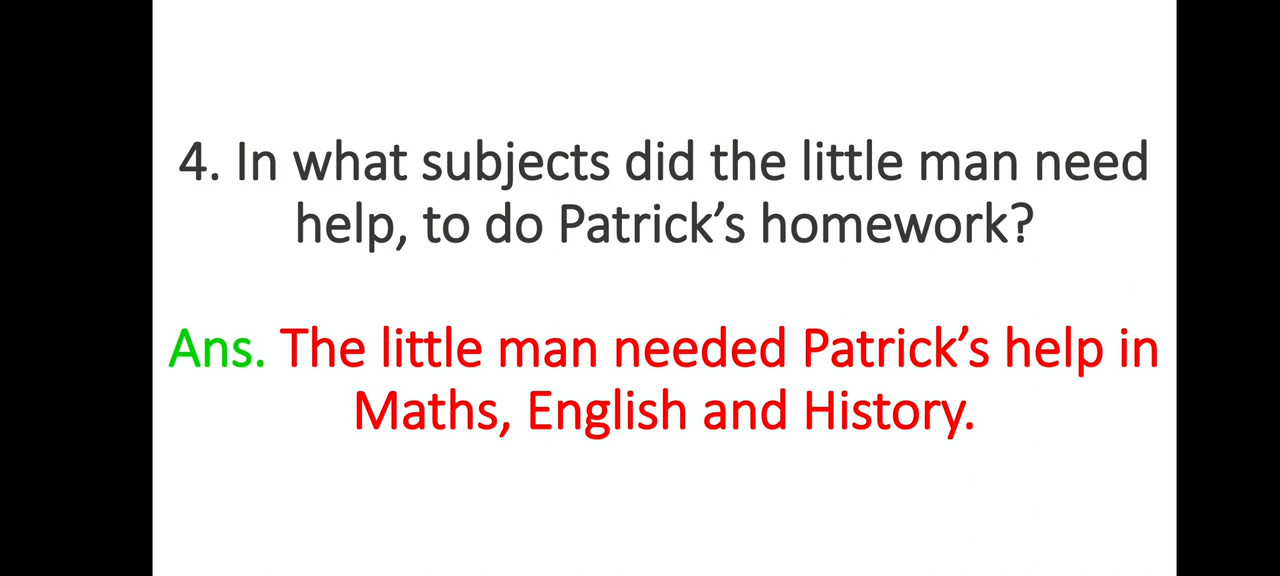 4. In what subjects did the little man need
help, to do Patrick’s homework?
Ans. The little man needed Patrick’s help in
Maths, English and History.